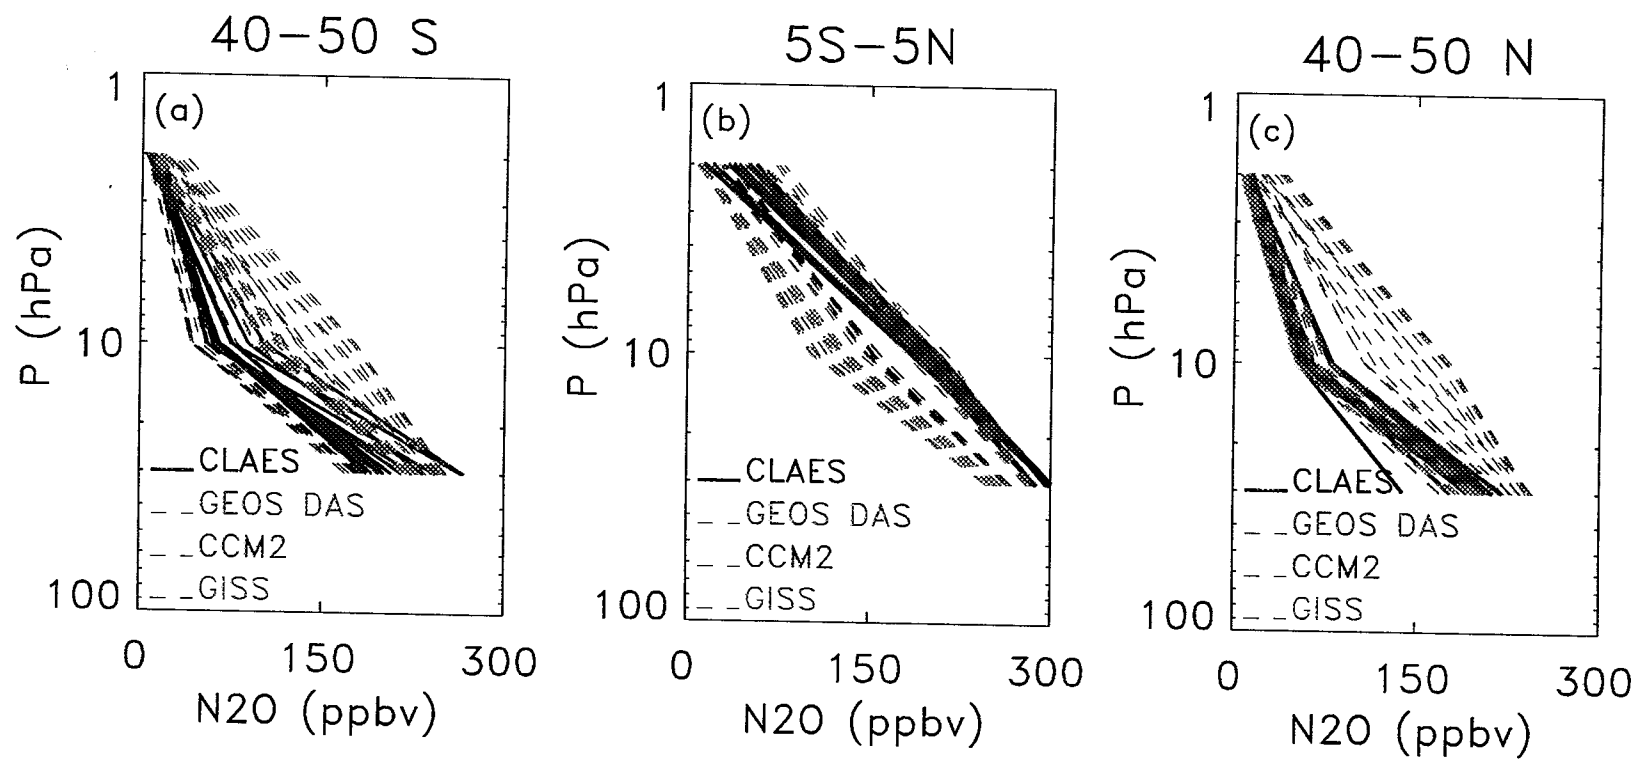 40-50 S
(a)
1
10
100
P (hPa)
CLAES
GEOS DAS
CCM2
GISS
0 150 300
N2O (ppbv)
5S-5N
(b)
1
10
100
P (hPa)
CLAES
GEOS DAS
CCM2
GISS
0 150 300
N2O (ppbv)
40-50 N
(c)
1
10
100
P (hPa)
CLAES
GEOS DAS
CCM2
GISS
0 150 300
N2O (ppbv)